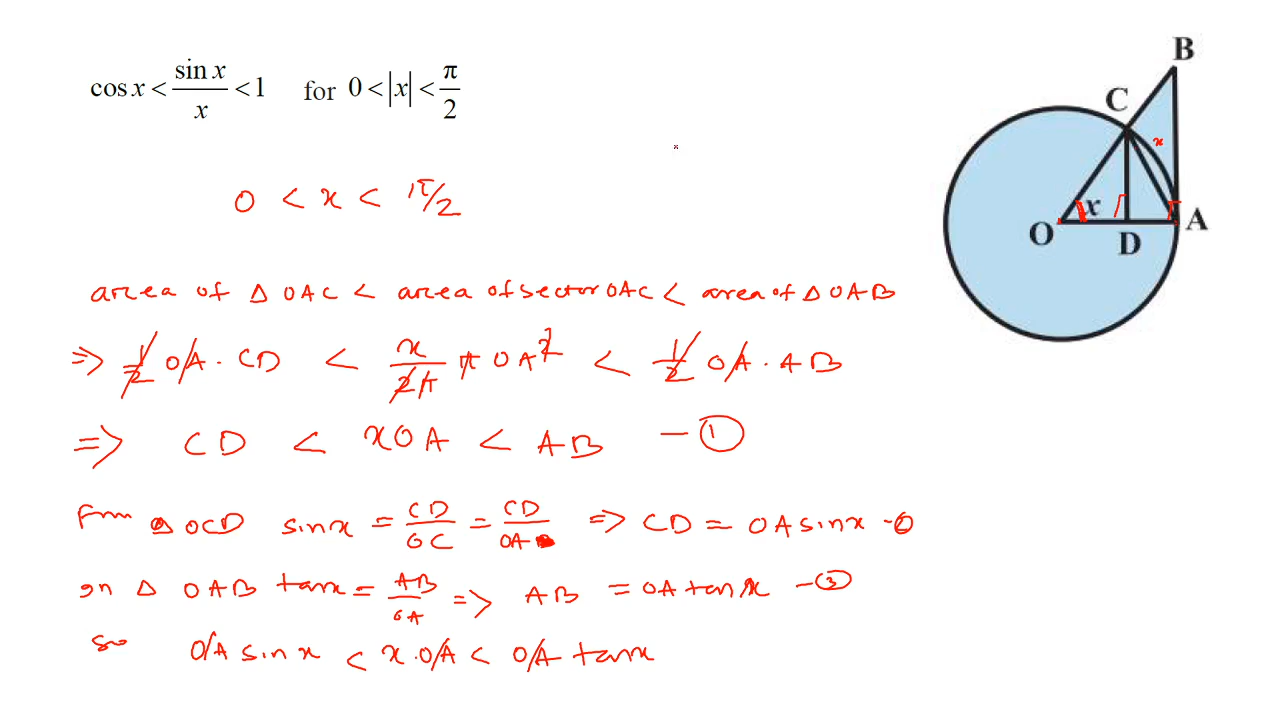 cos x < sin x / x < 1 for 0 < |x| < π/2
0 < x < π/2
area of Δ OAC < area of sector OAC < area of Δ OAB
=> 1/2 OA . CD < x/2π π OA² < 1/2 OA . AB
=> CD < x OA < AB — ①
From Δ OCD sin x = CD/OC = CD/OA => CD = OA sin x - ②
In Δ OAB tan x = AB/OA => AB = OA tan x - ③
So OA sin x < x . OA < OA tan x
B
C
x
x
O
D
A